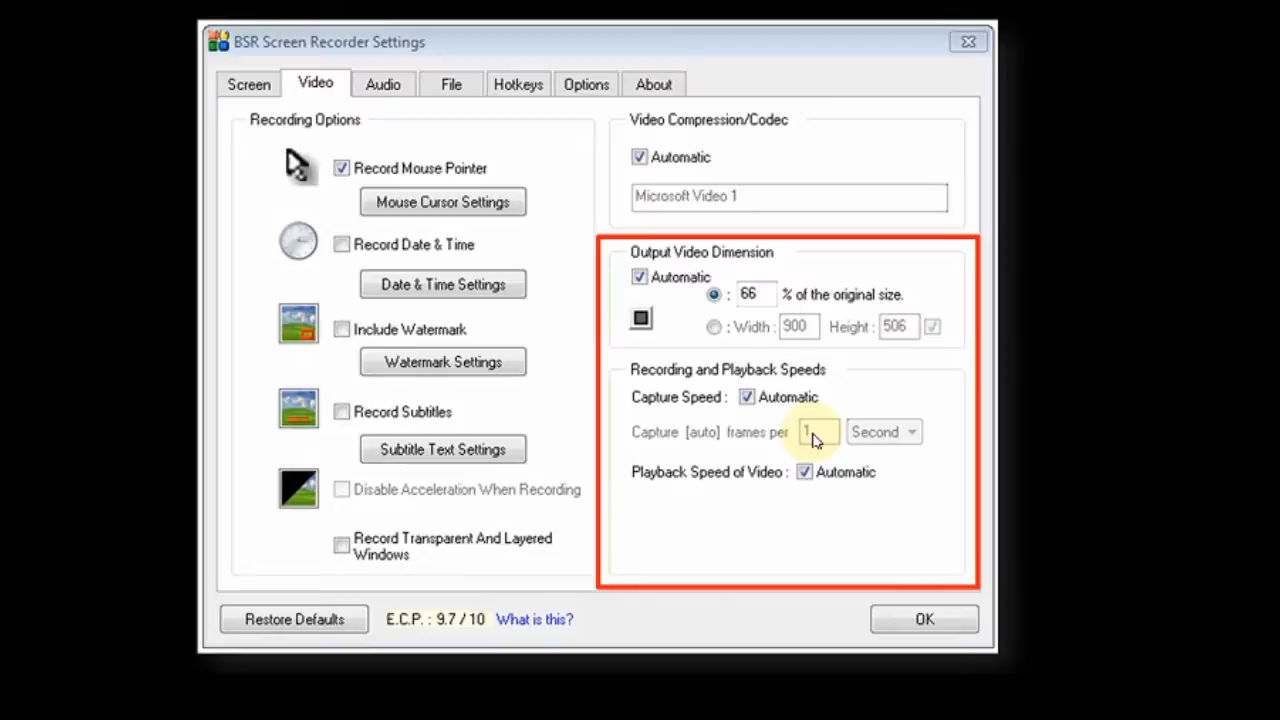 BSR Screen Recorder Settings
Screen Video Audio File Hotkeys Options About
Recording Options
Record Mouse Pointer
Mouse Cursor Settings
Record Date & Time
Date & Time Settings
Include Watermark
Watermark Settings
Record Subtitles
Subtitle Text Settings
Disable Acceleration When Recording
Record Transparent And Layered
Windows
Video Compression/Codec
Automatic
Microsoft Video 1
Output Video Dimension
Automatic
: 66 % of the original size.
: Width : 900 Height : 506
Recording and Playback Speeds
Capture Speed : Automatic
Capture [auto] frames per 1 Second
Playback Speed of Video : Automatic
Restore Defaults E.C.P. : 9.7 / 10 What is this? OK